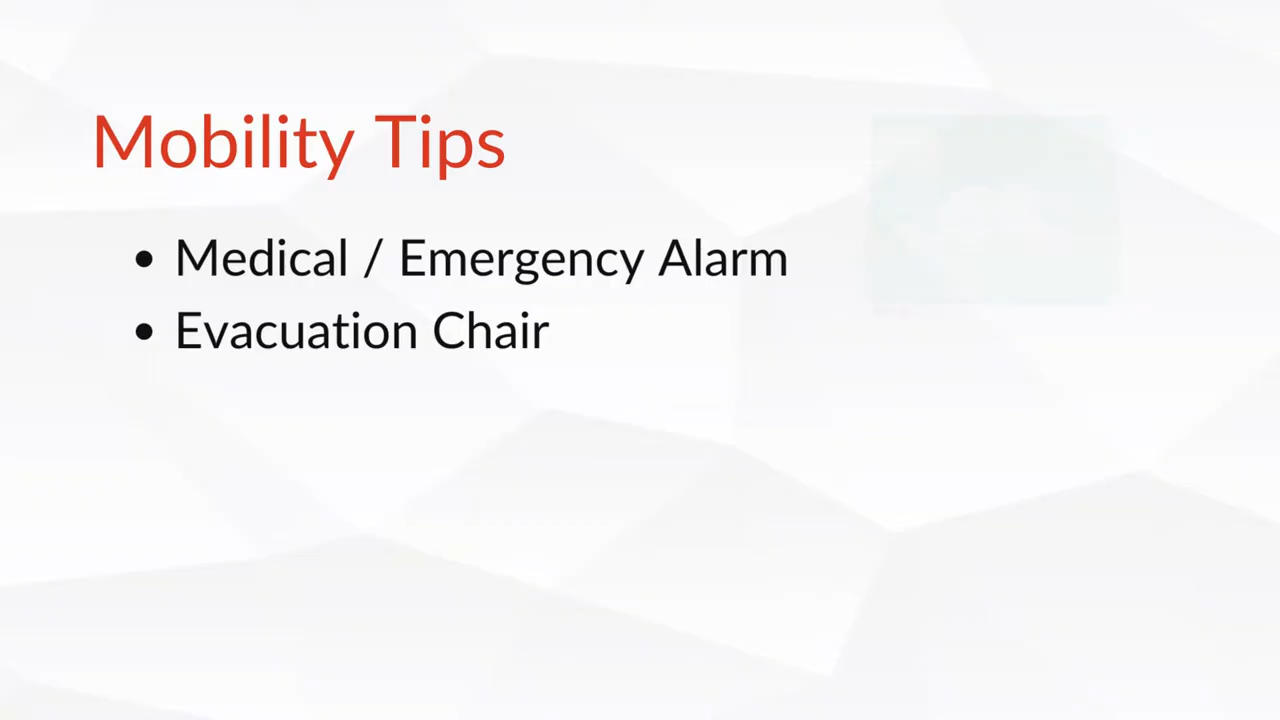 Mobility Tips
• Medical / Emergency Alarm
• Evacuation Chair